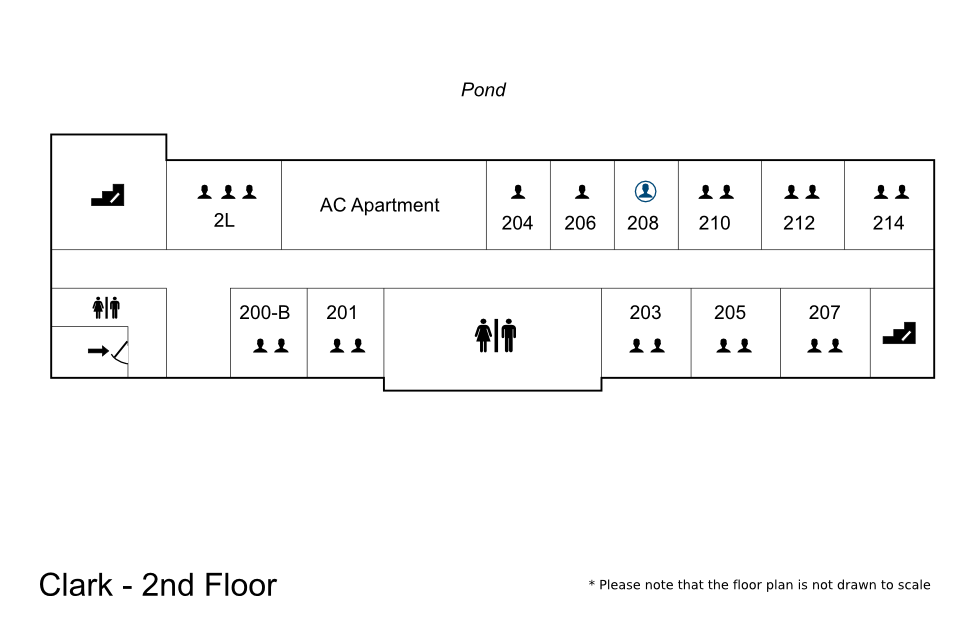 Pond
2L
AC Apartment
204
206
208
210
212
214
200-B
201
203
205
207
Clark - 2nd Floor
* Please note that the floor plan is not drawn to scale